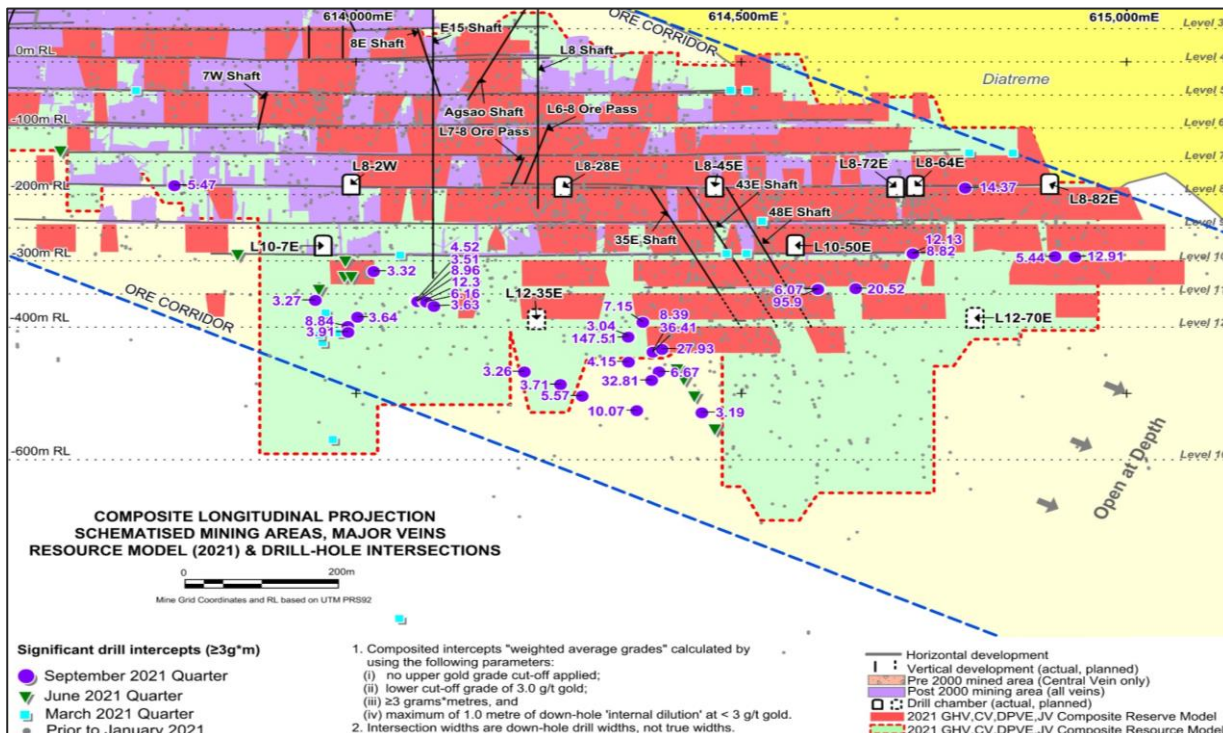 614,000mE
614,500mE
615,000mE
ORE CORRIDOR
E15 Shaft
8E Shaft
Level 3
0m RL
L8 Shaft
Level 4
7W Shaft
Diatreme
Level 5
Agsao Shaft
L6-8 Ore Pass
-100m RL
Level 6
L7-8 Ore Pass
Level 7
L8-2W
L8-28E
L8-45E
L8-72E
L8-64E
-200m RL
5.47
43E Shaft
14.37
Level 8
L8-82E
48E Shaft
Level 9
L10-7E
35E Shaft
L10-50E
4.52
3.51
8.96
12.3
6.16
3.63
12.13
8.82
-300m RL
3.32
5.44
12.91
Level 10
3.27
6.07
95.9
20.52
Level 11
ORE CORRIDOR
8.84
3.91
3.64
L12-35E
7.15
8.39
36.41
L12-70E
-400m RL
3.04
147.51
27.93
Level 12
4.15
3.26
3.71
5.57
32.81
6.67
10.07
3.19
Open at Depth
-600m RL
COMPOSITE LONGITUDINAL PROJECTION
SCHEMATISED MINING AREAS, MAJOR VEINS
RESOURCE MODEL (2021) & DRILL-HOLE INTERSECTIONS
0
200m
Mine Grid Coordinates and RL based on UTM PRS92
Significant drill intercepts (≥3g*m)
September 2021 Quarter
June 2021 Quarter
March 2021 Quarter
Prior to January 2021
1. Composited intercepts "weighted average grades" calculated by
using the following parameters:
(i) no upper gold grade cut-off applied;
(ii) lower cut-off grade of 3.0 g/t gold;
(iii) ≥3 grams*metres, and
(iv) maximum of 1.0 metre of down-hole 'internal dilution' at < 3 g/t gold.
2. Intersection widths are down-hole drill widths, not true widths.
Horizontal development
Vertical development (actual, planned)
Pre 2000 mined area (Central Vein only)
Post 2000 mining area (all veins)
Drill chamber (actual, planned)
2021 GHV,CV,DPVE,JV Composite Reserve Model
2021 GHV,CV,DPVE,JV Composite Resource Model